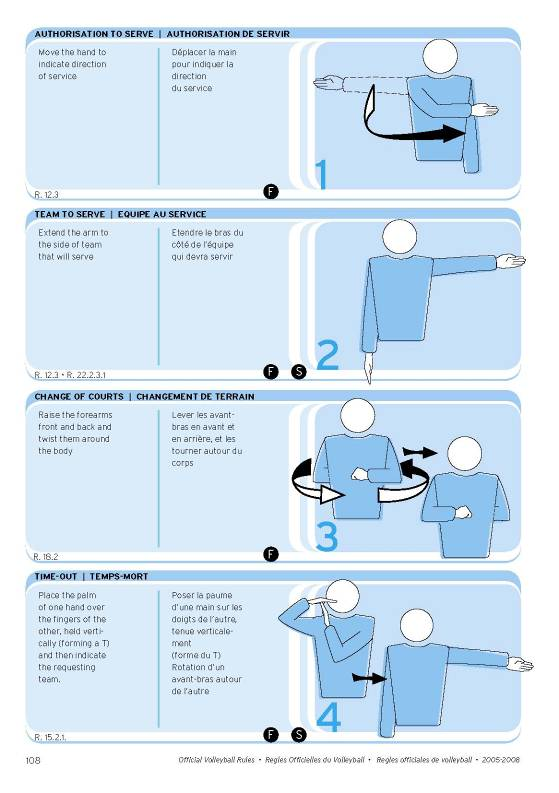 AUTHORISATION TO SERVE | AUTHORISATION DE SERVIR
Move the hand to
indicate direction
of service
Déplacer la main
pour indiquer la
direction
du service
1
R. 12.3
F
TEAM TO SERVE | EQUIPE AU SERVICE
Extend the arm to
the side of team
that will serve
Etendre le bras du
côté de l'équipe
qui devra servir
2
R. 12.3 • R. 22.2.3.1
F S
CHANGE OF COURTS | CHANGEMENT DE TERRAIN
Raise the forearms
front and back and
twist them around
the body
Lever les avant-
bras en avant et
en arrière, et les
tourner autour du
corps
3
R. 18.2
F
TIME-OUT | TEMPS-MORT
Place the palm
of one hand over
the fingers of the
other, held verti-
cally (forming a T)
and then indicate
the requesting
team.
Poser la paume
d'une main sur les
doigts de l'autre,
tenue verticale-
ment
(forme du T)
Rotation d'un
avant-bras autour
de l'autre
4
R. 15.2.1.
F S
108
Official Volleyball Rules • Regles Officielles du Volleyball • Regles officiales de volleyball • 2005-2008